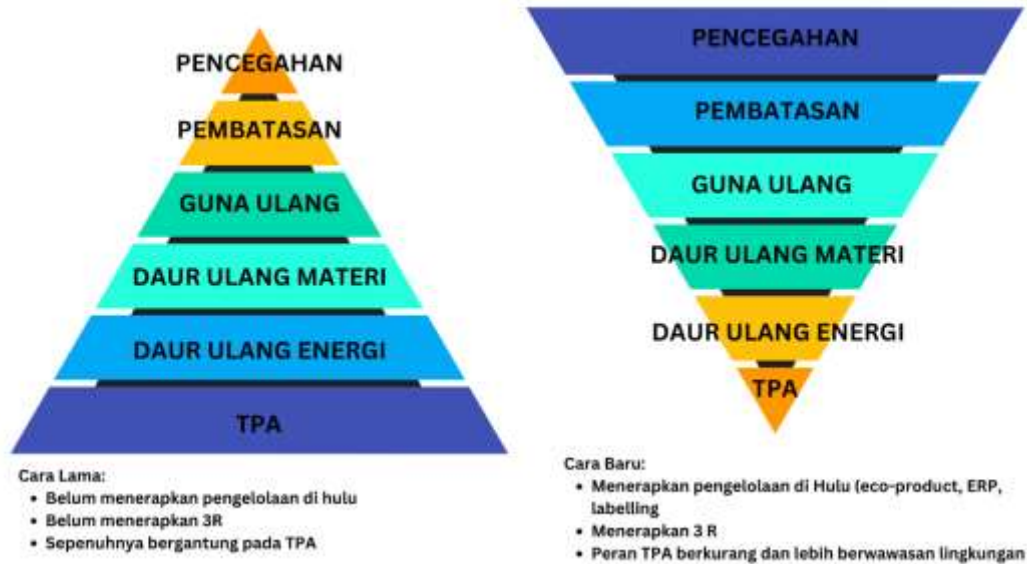 PENCEGAHAN
PEMBATASAN
GUNA ULANG
DAUR ULANG MATERI
DAUR ULANG ENERGI
TPA
Cara Lama:
• Belum menerapkan pengelolaan di hulu
• Belum menerapkan 3R
• Sepenuhnya bergantung pada TPA
PENCEGAHAN
PEMBATASAN
GUNA ULANG
DAUR ULANG MATERI
DAUR ULANG ENERGI
TPA
Cara Baru:
• Menerapkan pengelolaan di Hulu (eco-product, ERP,
labelling
• Menerapkan 3 R
• Peran TPA berkurang dan lebih berwawasan lingkungan